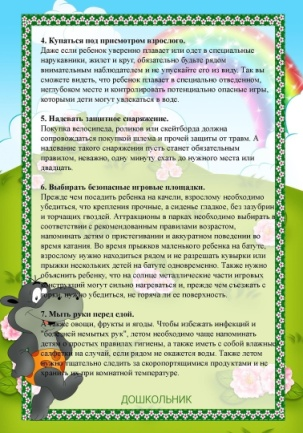 4. Купаться под присмотром взрослого.
Даже если ребенок уверенно плавает или одет в специальные
нарукавники, жилет и круг, обязательно будьте рядом
внимательным наблюдателем и не упускайте его из виду. Так вы
сможете видеть, что ребенок плавает в специально отведенном,
неглубоком месте и контролировать потенциально опасные игры,
которыми дети могут увлекаться в воде.
5. Надевать защитное снаряжение.
Покупка велосипеда, роликов или скейтборда должна
сопровождаться покупкой шлема и прочей защиты от травм. А
надевание такого снаряжения пусть станет обязательным
правилом, неважно, одну минуту ехать до нужного места или
двадцать.
6. Выбирать безопасные игровые площадки.
Прежде чем посадить ребенка на качели, взрослому необходимо
убедиться, что крепления прочные, а сиденье гладкое, без зазубрин
и торчащих гвоздей. Аттракционы в парках необходимо выбирать в
соответствии с рекомендованным правилами возрастом,
напоминать детям о пристегивании и аккуратном поведении во
время катания. Во время прыжков маленького ребенка на батуте,
взрослому нужно находиться рядом и не разрешать кувырки или
прыжки нескольких детей на батуте одновременно. Также нужно
объяснить ребенку, что на солнце металлические части игровых
конструкций могут сильно нагреваться и, прежде чем съезжать с
горки, нужно убедиться, не горяча ли ее поверхность.
7. Мыть руки перед едой.
А также овощи, фрукты и ягоды. Чтобы избежать инфекций и
"болезней немытых рук", летом необходимо чаще напоминать
детям о простых правилах гигиены, а также иметь с собой влажные
салфетки на случай, если рядом не окажется воды. Также летом
нужно тщательно следить за скоропортящимися продуктами и не
хранить их при комнатной температуре.
ДОШКОЛЬНИК